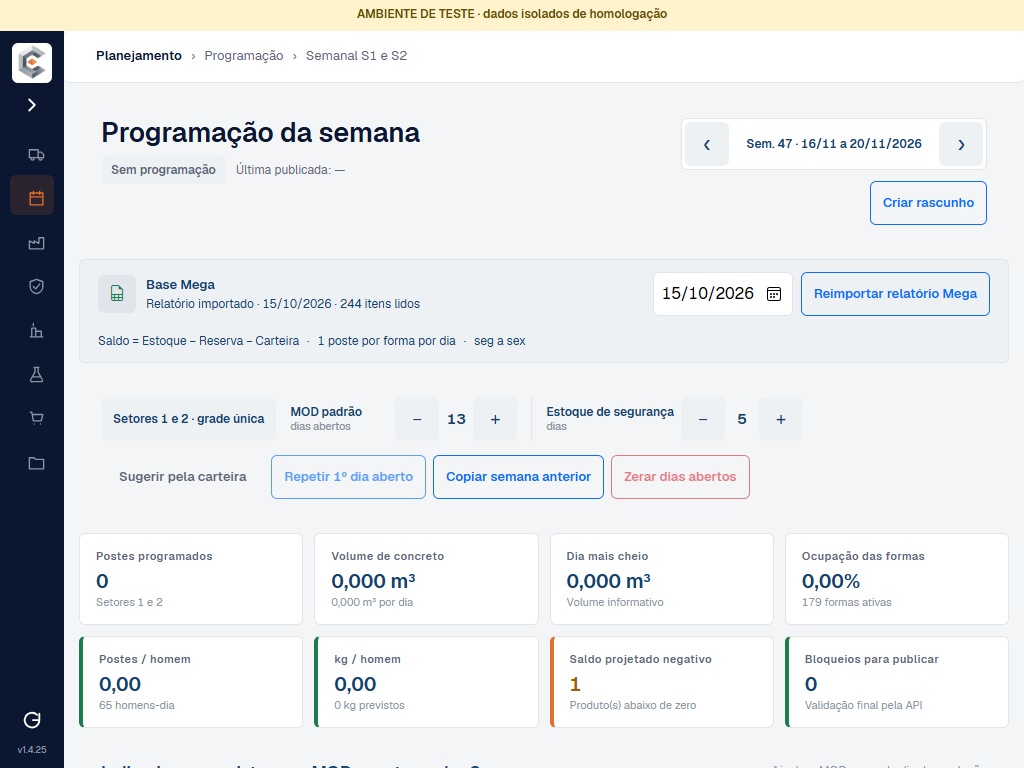 AMBIENTE DE TESTE · dados isolados de homologação
Planejamento › Programação › Semanal S1 e S2
Programação da semana
Sem programação Última publicada: —
‹ Sem. 47 · 16/11 a 20/11/2026 ›
Criar rascunho
Base Mega
Relatório importado · 15/10/2026 · 244 itens lidos
15/10/2026
Reimportar relatório Mega
Saldo = Estoque – Reserva – Carteira · 1 poste por forma por dia · seg a sex
Setores 1 e 2 · grade única
MOD padrão
dias abertos
− 13 +
Estoque de segurança
dias
− 5 +
Sugerir pela carteira
Repetir 1º dia aberto
Copiar semana anterior
Zerar dias abertos
Postes programados
0
Setores 1 e 2
Volume de concreto
0,000 m³
0,000 m³ por dia
Dia mais cheio
0,000 m³
Volume informativo
Ocupação das formas
0,00%
179 formas ativas
Postes / homem
0,00
65 homens-dia
kg / homem
0,00
0 kg previstos
Saldo projetado negativo
1
Produto(s) abaixo de zero
Bloqueios para publicar
0
Validação final pela API
v1.4.25